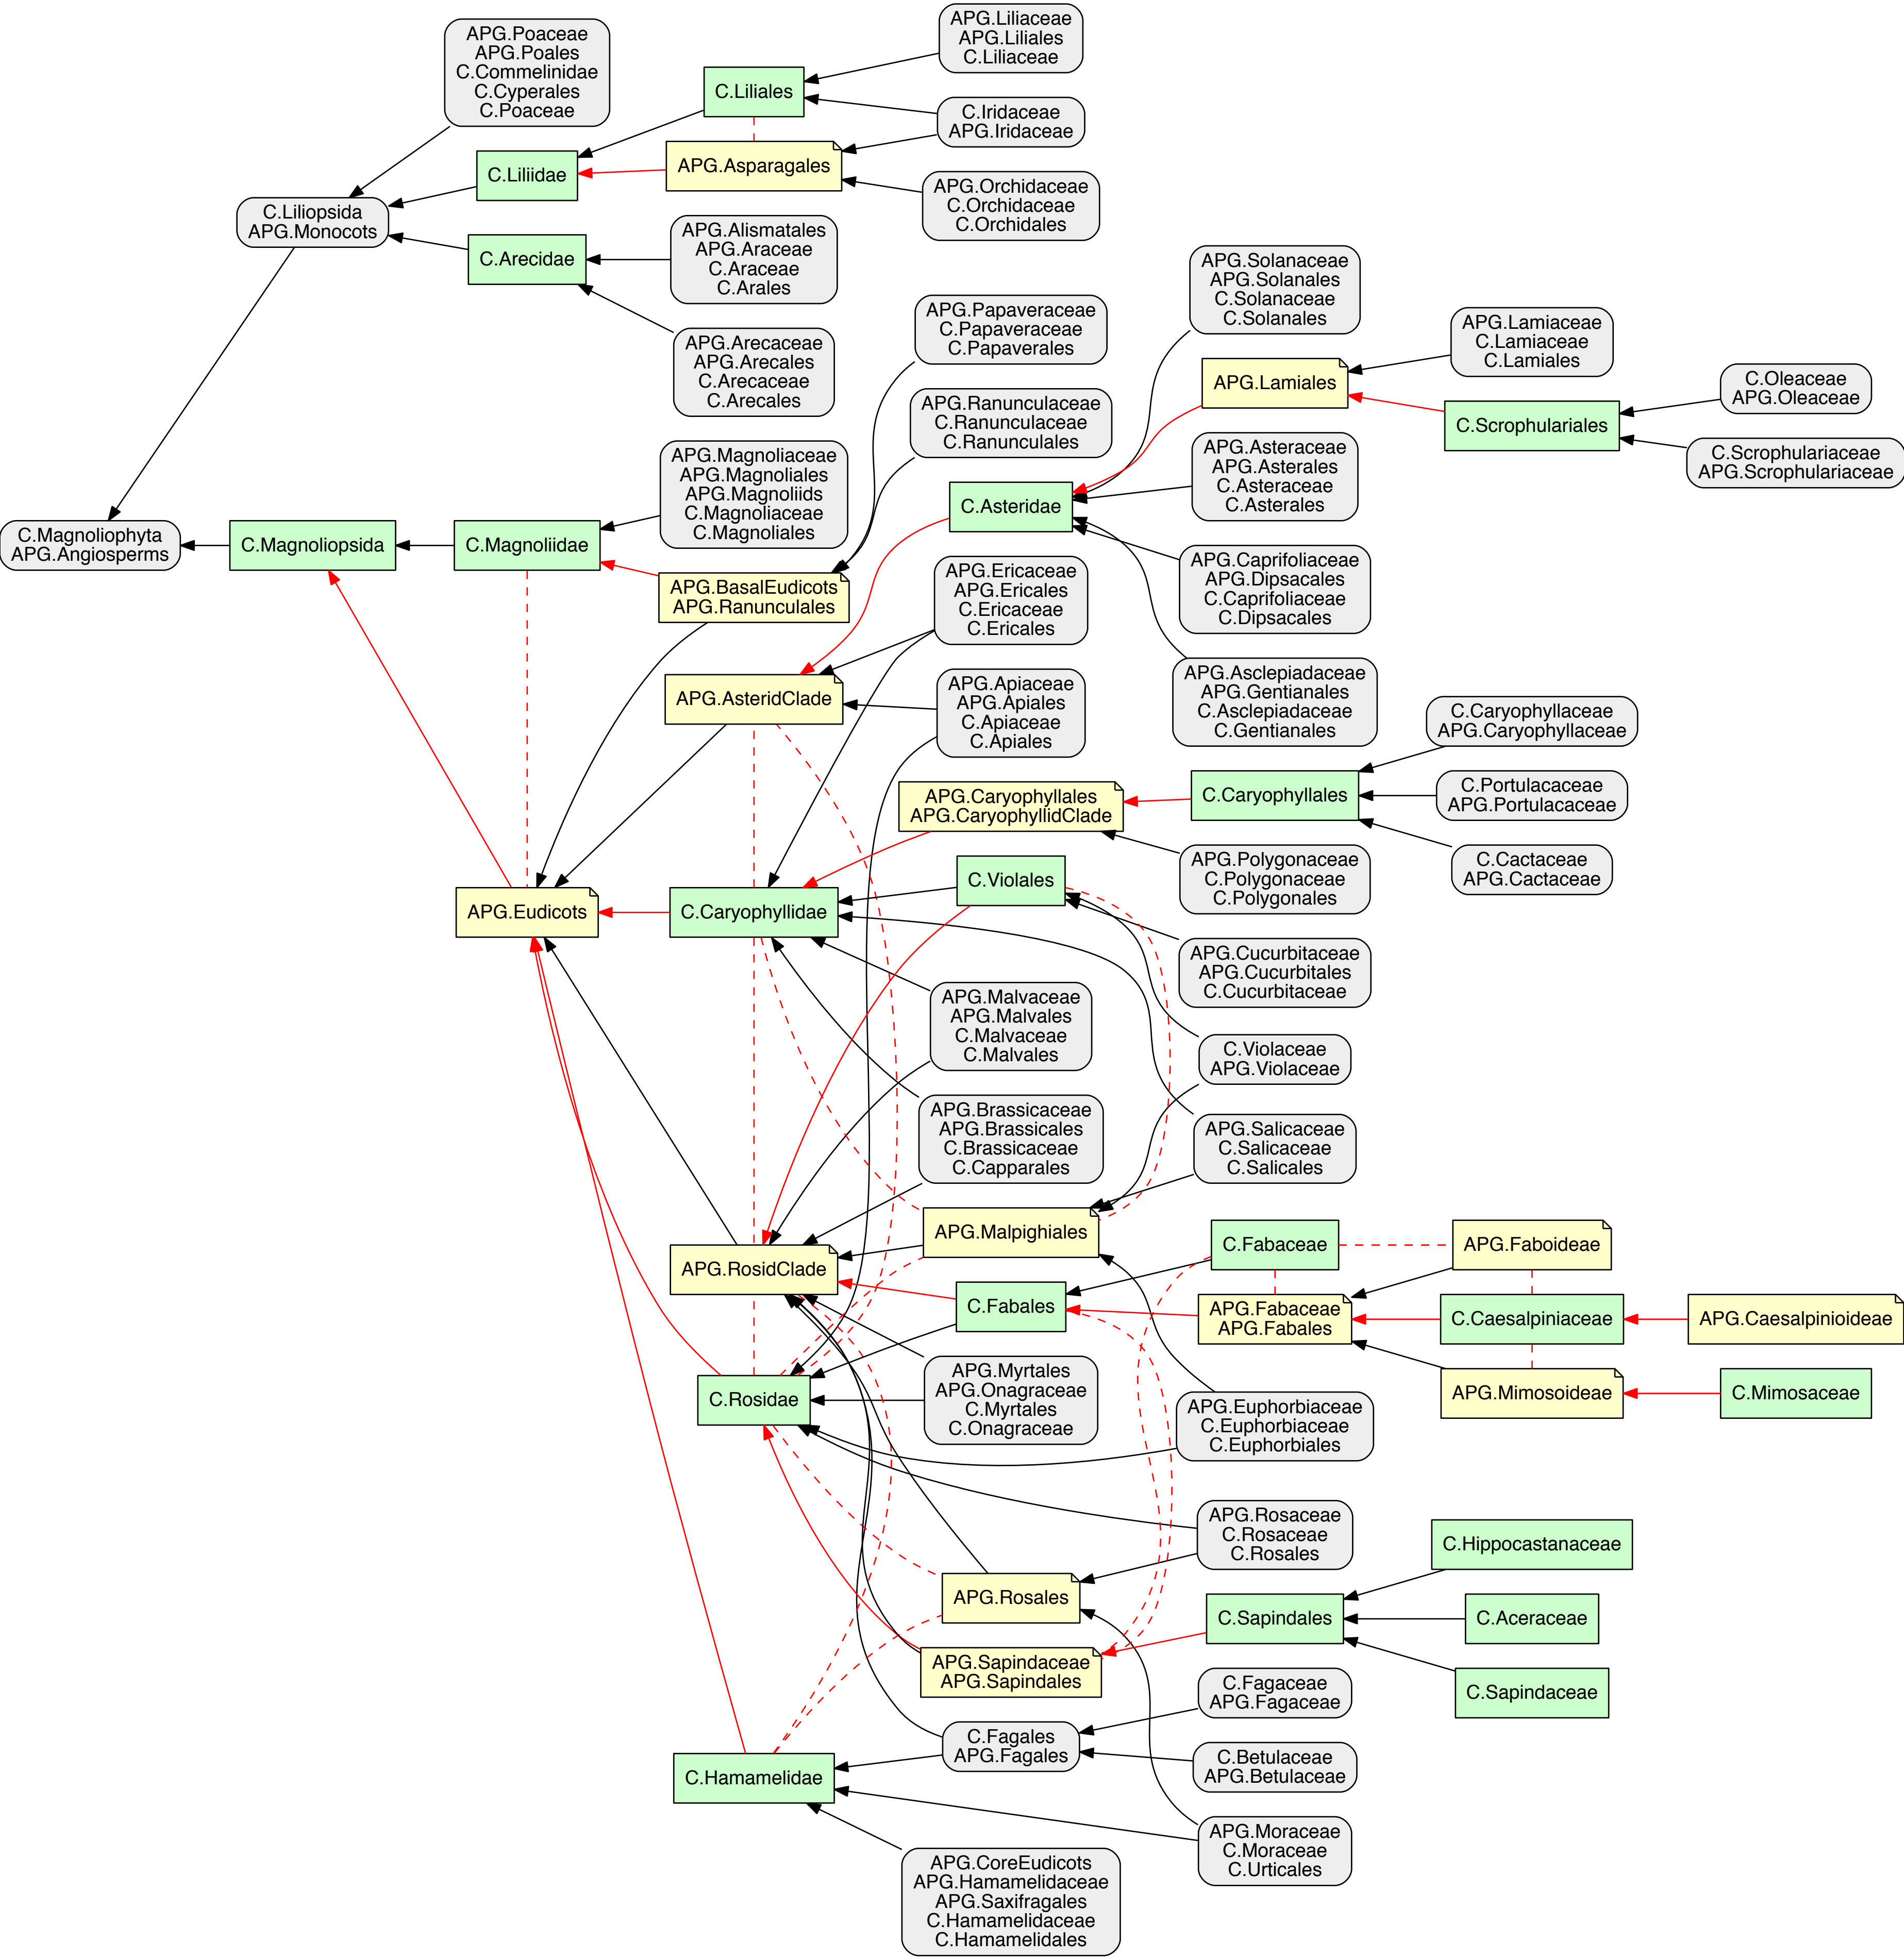 APG.Poaceae
APG.Poales
C.Commelinidae
C.Cyperales
C.Poaceae
C.Liliales
APG.Liliaceae
APG.Liliales
C.Liliaceae
C.Iridaceae
APG.Iridaceae
C.Liliidae
APG.Asparagales
APG.Orchidaceae
C.Orchidaceae
C.Orchidales
C.Liliopsida
APG.Monocots
C.Arecidae
APG.Alismatales
APG.Araceae
C.Araceae
C.Arales
APG.Arecaceae
APG.Arecales
C.Arecaceae
C.Arecales
APG.Papaveraceae
C.Papaveraceae
C.Papaverales
APG.Solanaceae
APG.Solanales
C.Solanaceae
C.Solanales
APG.Lamiaceae
C.Lamiaceae
C.Lamiales
APG.Lamiales
C.Oleaceae
APG.Oleaceae
C.Scrophulariales
C.Scrophulariaceae
APG.Scrophulariaceae
APG.Ranunculaceae
C.Ranunculaceae
C.Ranunculales
APG.Magnoliaceae
APG.Magnoliales
APG.Magnoliids
C.Magnoliaceae
C.Magnoliales
APG.Asteraceae
APG.Asterales
C.Asteraceae
C.Asterales
C.Asteridae
C.Magnoliophyta
APG.Angiosperms
C.Magnoliopsida
C.Magnoliidae
APG.BasalEudicots
APG.Ranunculales
APG.Ericaceae
APG.Ericales
C.Ericaceae
C.Ericales
APG.Caprifoliaceae
APG.Dipsacales
C.Caprifoliaceae
C.Dipsacales
APG.AsteridClade
APG.Apiaceae
APG.Apiales
C.Apiaceae
C.Apiales
APG.Asclepiadaceae
APG.Gentianales
C.Asclepiadaceae
C.Gentianales
C.Caryophyllaceae
APG.Caryophyllaceae
APG.Caryophyllales
APG.CaryophyllidClade
C.Caryophyllales
C.Portulacaceae
APG.Portulacaceae
APG.Polygonaceae
C.Polygonaceae
C.Polygonales
C.Cactaceae
APG.Cactaceae
C.Violales
APG.Eudicots
C.Caryophyllidae
APG.Cucurbitaceae
APG.Cucurbitales
C.Cucurbitaceae
APG.Malvaceae
APG.Malvales
C.Malvaceae
C.Malvales
C.Violaceae
APG.Violaceae
APG.Brassicaceae
APG.Brassicales
C.Brassicaceae
C.Capparales
APG.Salicaceae
C.Salicaceae
C.Salicales
APG.Malpighiales
APG.RosidClade
C.Fabaceae
APG.Faboideae
C.Fabales
APG.Fabaceae
APG.Fabales
C.Caesalpiniaceae
APG.Caesalpinioideae
C.Rosidae
APG.Myrtales
APG.Onagraceae
C.Myrtales
C.Onagraceae
APG.Mimosoideae
C.Mimosaceae
APG.Euphorbiaceae
C.Euphorbiaceae
C.Euphorbiales
APG.Rosaceae
C.Rosaceae
C.Rosales
C.Hippocastanaceae
APG.Rosales
C.Sapindales
C.Aceraceae
APG.Sapindaceae
APG.Sapindales
C.Sapindaceae
C.Fagaceae
APG.Fagaceae
C.Fagales
APG.Fagales
C.Betulaceae
APG.Betulaceae
C.Hamamelidae
APG.Moraceae
C.Moraceae
C.Urticales
APG.CoreEudicots
APG.Hamamelidaceae
APG.Saxifragales
C.Hamamelidaceae
C.Hamamelidales